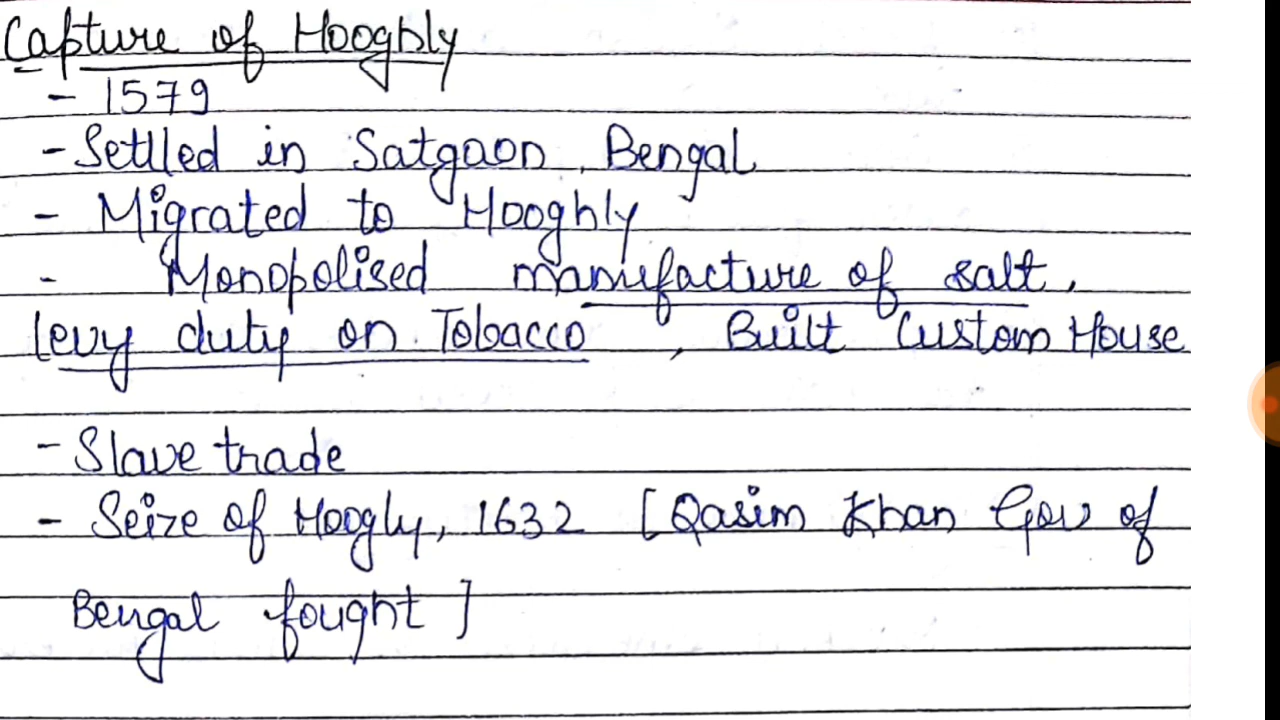 Capture of Hooghly
- 1579
- Settled in Satgaon, Bengal
- Migrated to Hooghly
- Monopolised manufacture of salt,
levy duty on Tobacco, Built Custom House
- Slave trade
- Seize of Hoogly, 1632 [Qasim Khan Gov of
Bengal fought]